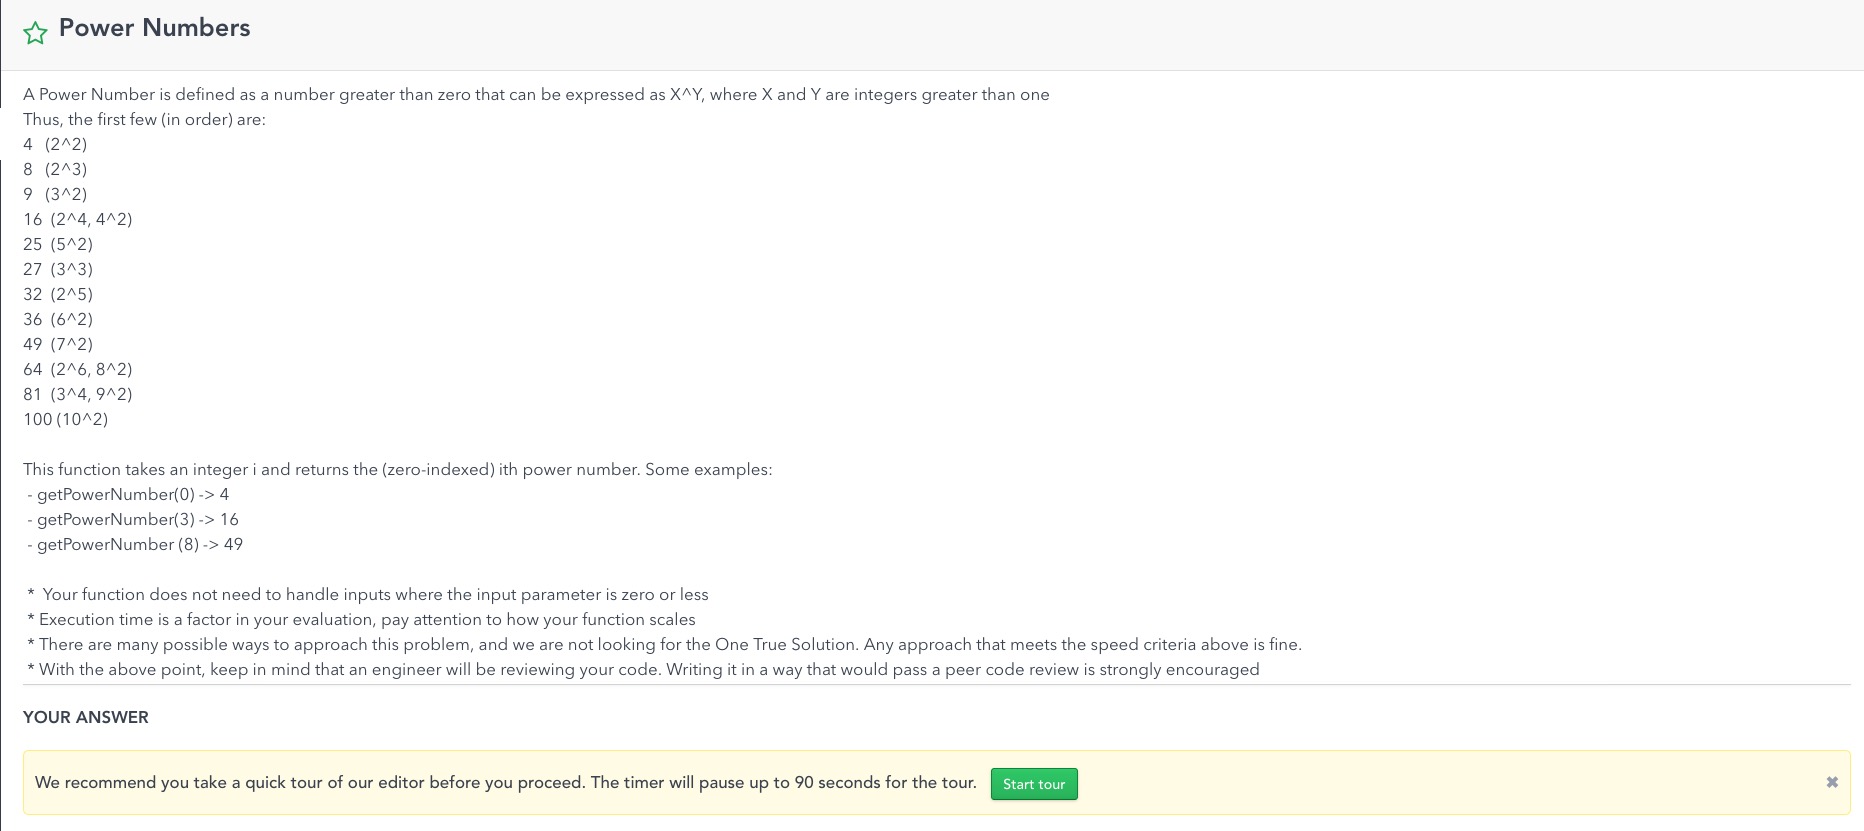 Power Numbers
A Power Number is defined as a number greater than zero that can be expressed as X^Y, where X and Y are integers greater than one
Thus, the first few (in order) are:
4 (2^2)
8 (2^3)
9 (3^2)
16 (2^4, 4^2)
25 (5^2)
27 (3^3)
32 (2^5)
36 (6^2)
49 (7^2)
64 (2^6, 8^2)
81 (3^4, 9^2)
100 (10^2)
This function takes an integer i and returns the (zero-indexed) ith power number. Some examples:
- getPowerNumber(0) -> 4
- getPowerNumber(3) -> 16
- getPowerNumber (8) -> 49
* Your function does not need to handle inputs where the input parameter is zero or less
* Execution time is a factor in your evaluation, pay attention to how your function scales
* There are many possible ways to approach this problem, and we are not looking for the One True Solution. Any approach that meets the speed criteria above is fine.
* With the above point, keep in mind that an engineer will be reviewing your code. Writing it in a way that would pass a peer code review is strongly encouraged
YOUR ANSWER
We recommend you take a quick tour of our editor before you proceed. The timer will pause up to 90 seconds for the tour. Start tour